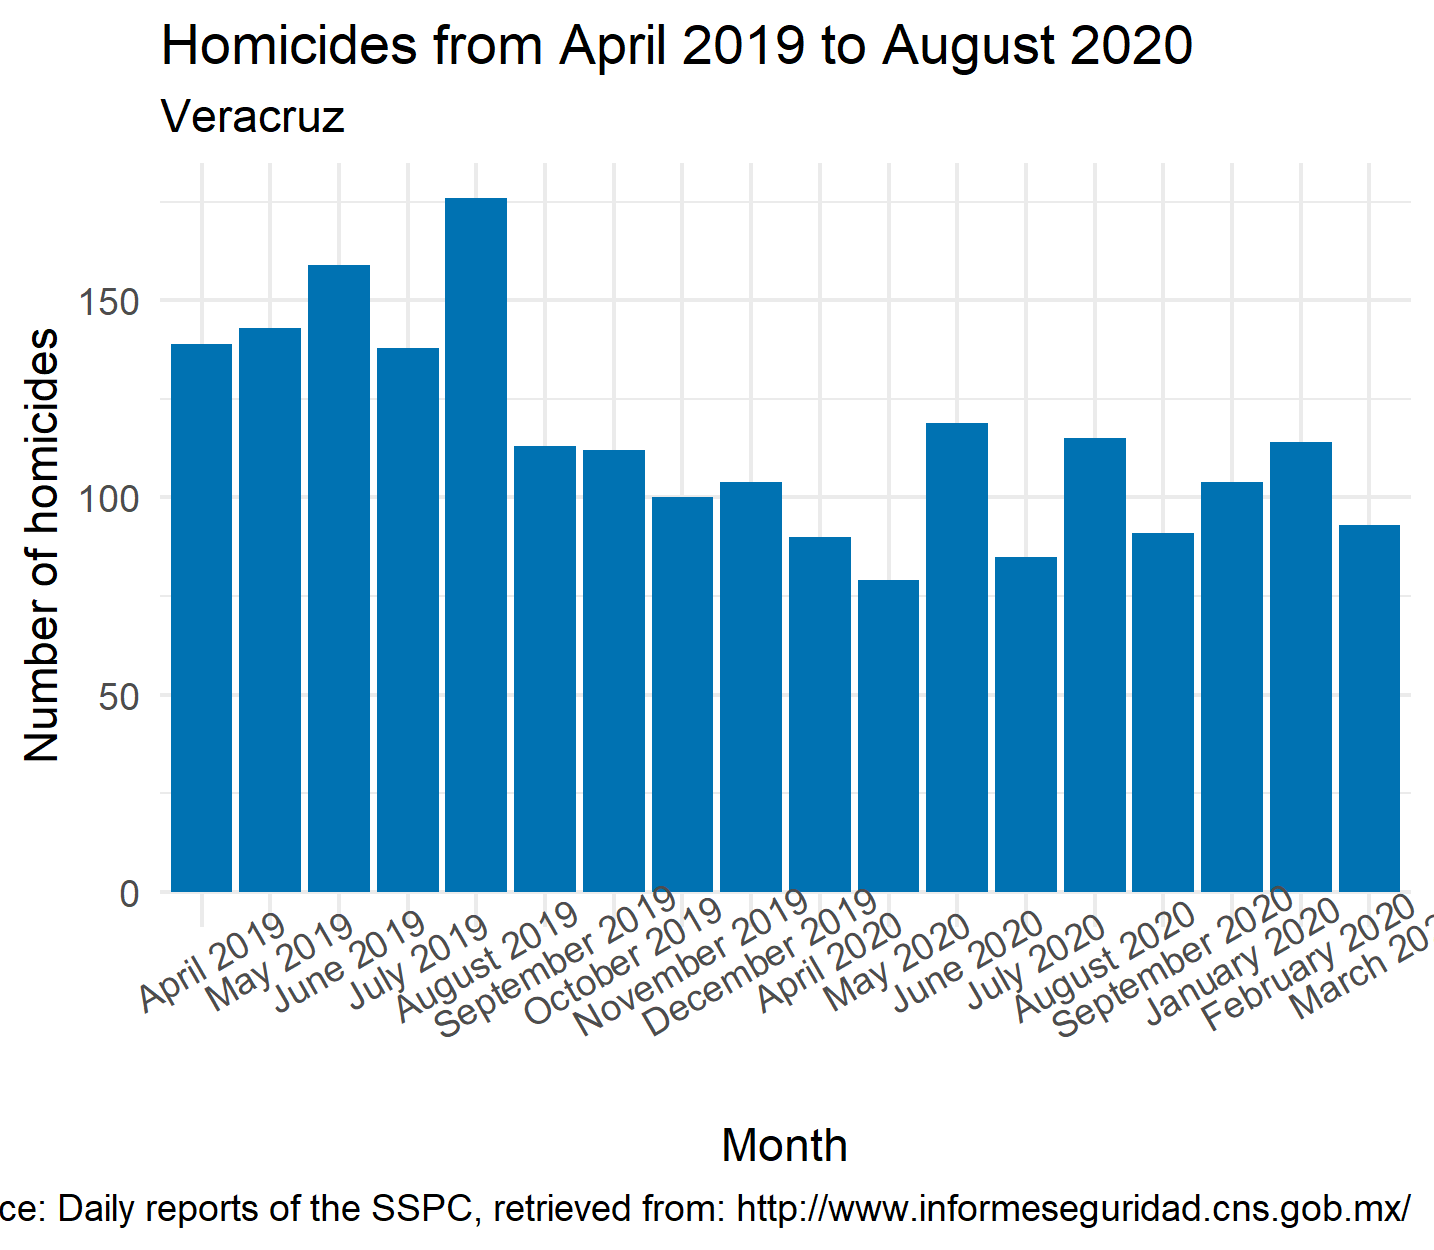 Homicides from April 2019 to August 2020
Veracruz
Number of homicides
150
100
50
0
April 2019
May 2019
June 2019
July 2019
August 2019
September 2019
October 2019
November 2019
December 2019
April 2020
May 2020
June 2020
July 2020
August 2020
September 2020
January 2020
February 2020
March 202
Month
ce: Daily reports of the SSPC, retrieved from: http://www.informeseguridad.cns.gob.mx/